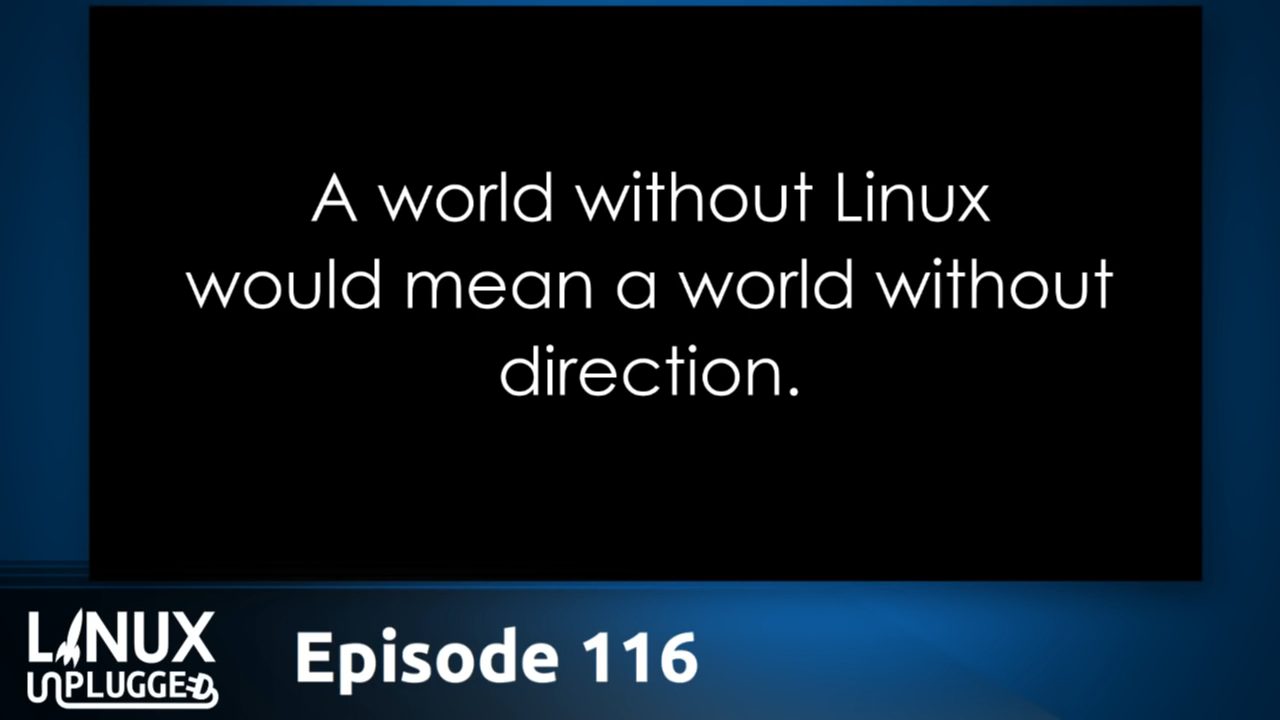 A world without Linux
would mean a world without
direction.
LINUX
UNPLUGGED
Episode 116